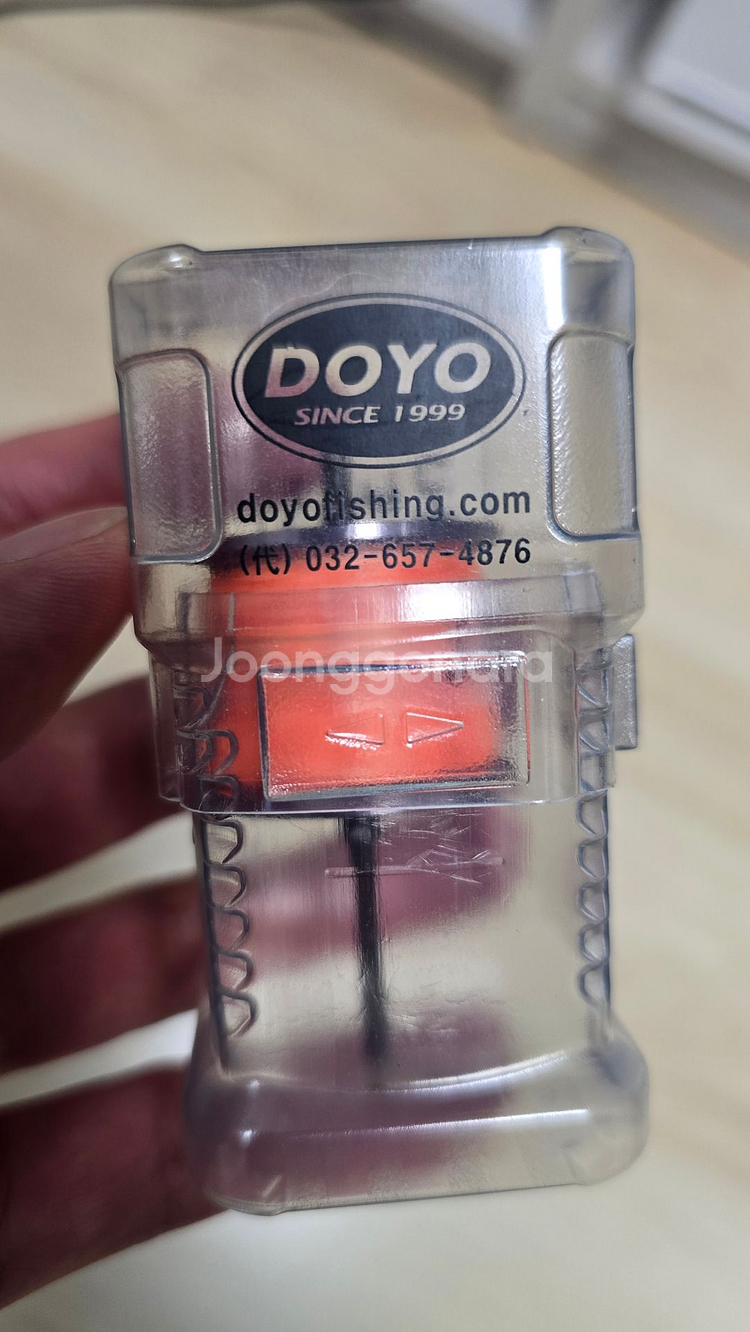 DOYO
SINCE 1999
doyofishing.com
(代) 032-657-4876
Joonggonara